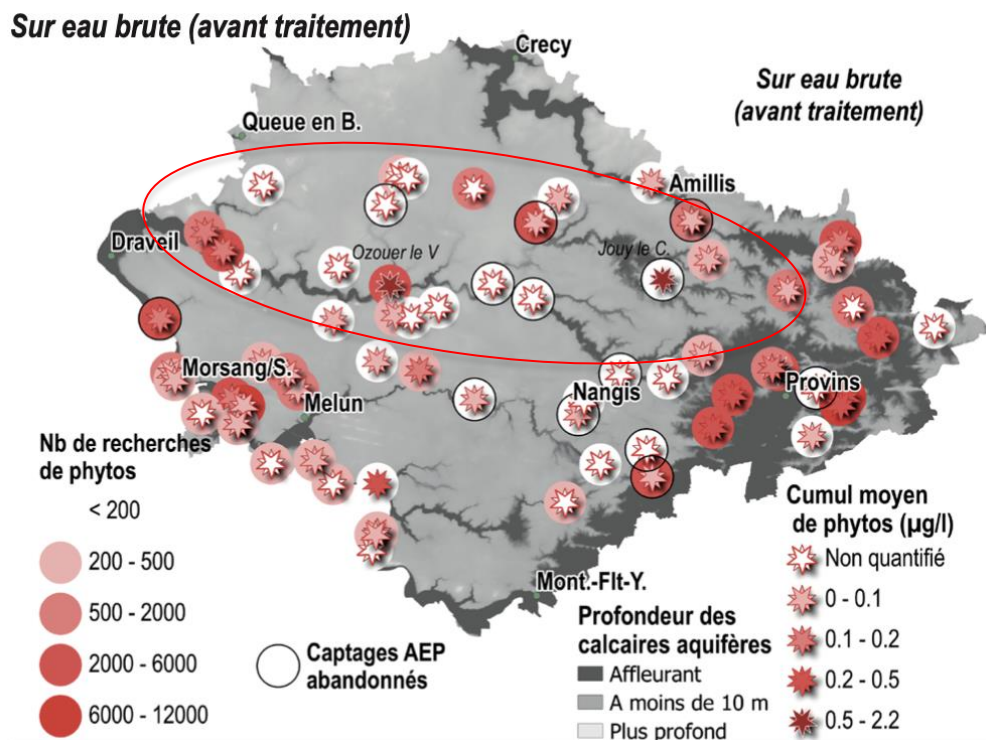 Sur eau brute (avant traitement)
Crecy
Sur eau brute
(avant traitement)
Queue en B.
Amillis
Draveil
Ozouer le V
Jouy le C.
Morsang/S.
Melun
Nangis
Provins
Mont.-Flt-Y.
Nb de recherches
de phytos
< 200
200 - 500
500 - 2000
2000 - 6000
6000 - 12000
Captages AEP
abandonnés
Profondeur des
calcaires aquifères
Affleurant
A moins de 10 m
Plus profond
Cumul moyen
de phytos (µg/l)
Non quantifié
0 - 0.1
0.1 - 0.2
0.2 - 0.5
0.5 - 2.2